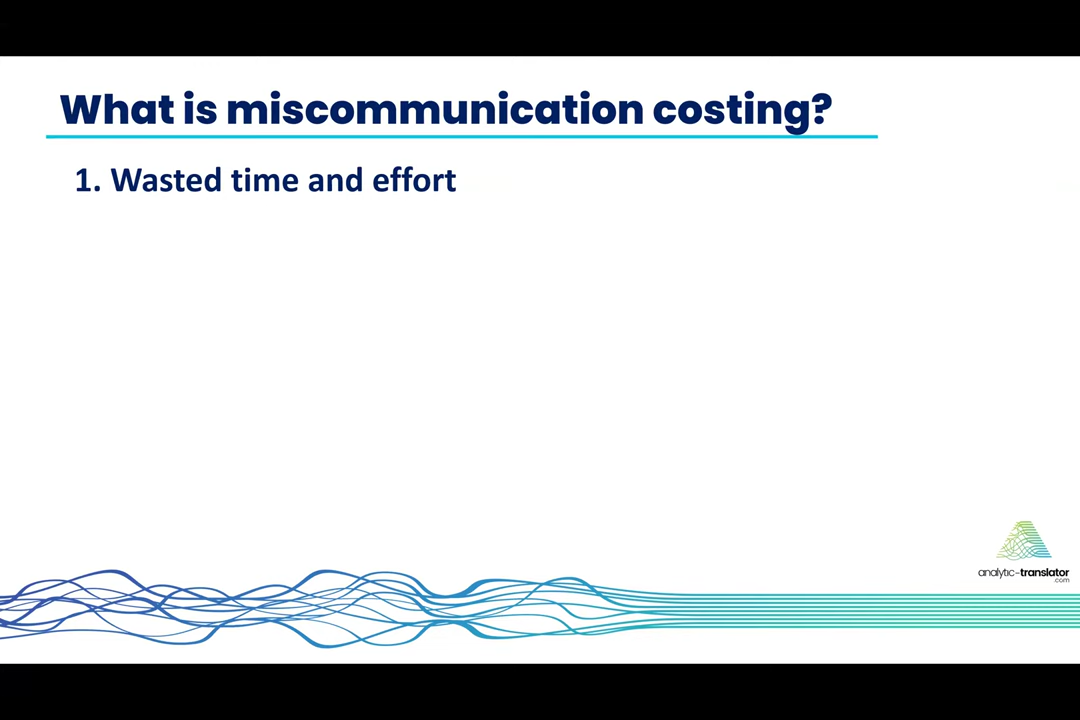 What is miscommunication costing?
1. Wasted time and effort
analytic-translator
.com